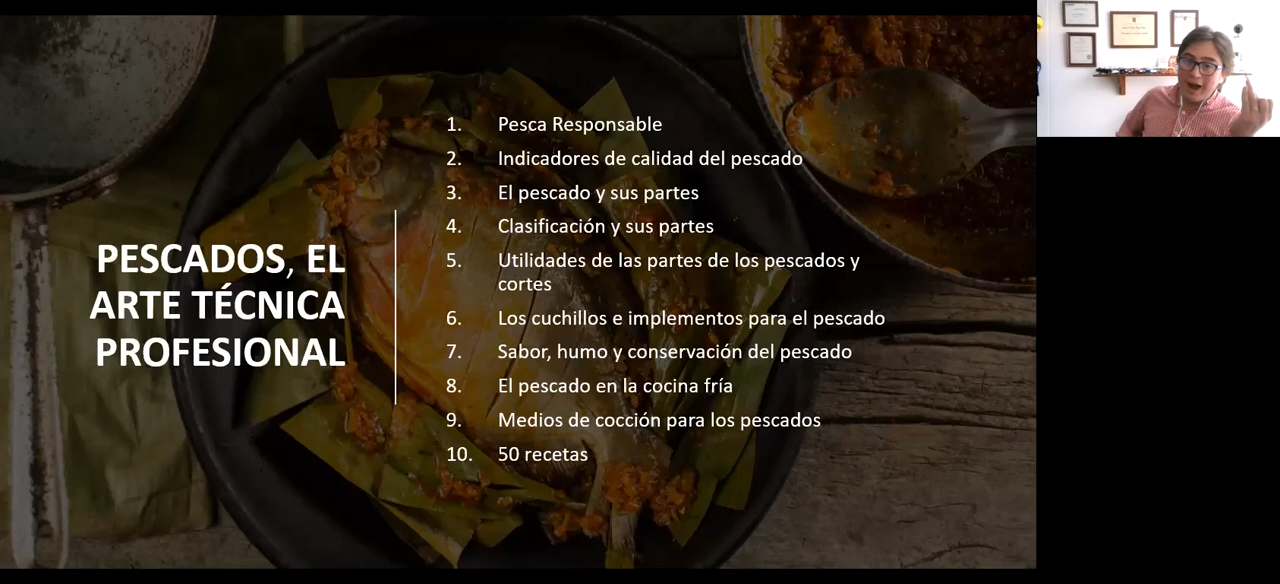 PESCADOS, EL
ARTE TÉCNICA
PROFESIONAL
1. Pesca Responsable
2. Indicadores de calidad del pescado
3. El pescado y sus partes
4. Clasificación y sus partes
5. Utilidades de las partes de los pescados y
cortes
6. Los cuchillos e implementos para el pescado
7. Sabor, humo y conservación del pescado
8. El pescado en la cocina fría
9. Medios de cocción para los pescados
10. 50 recetas